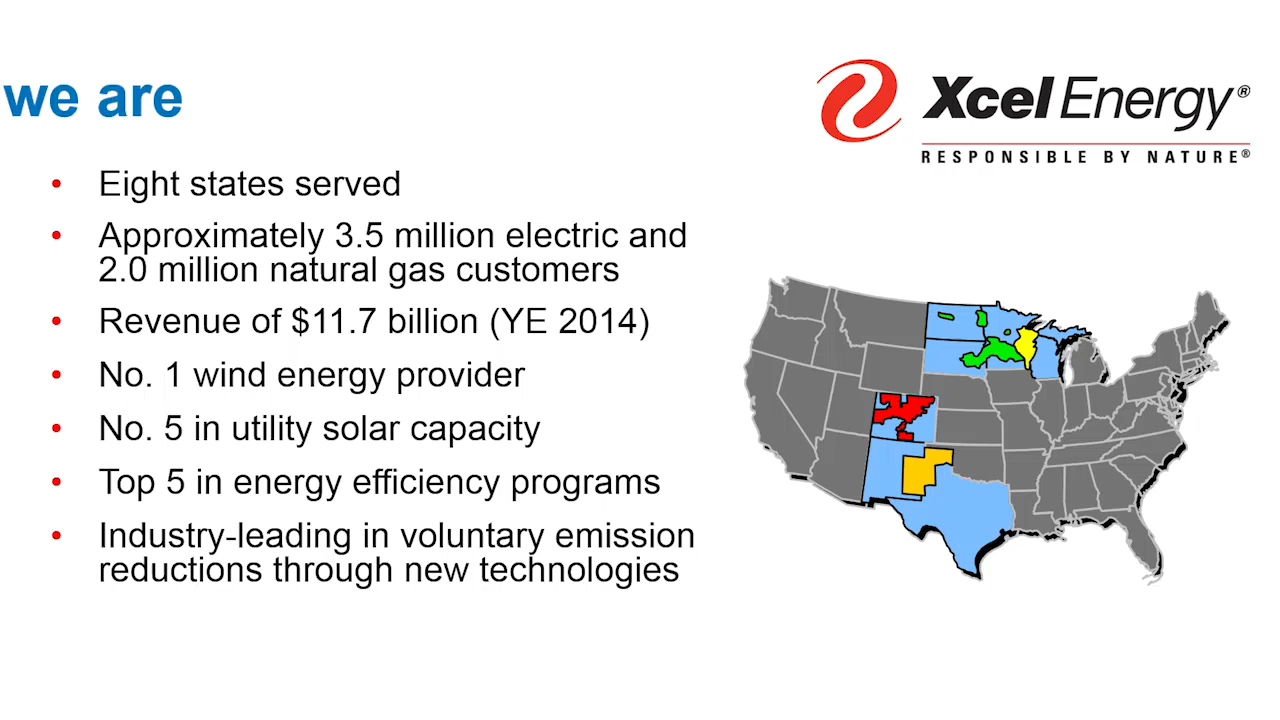 we are
Xcel Energy®
RESPONSIBLE BY NATURE®
• Eight states served
• Approximately 3.5 million electric and
2.0 million natural gas customers
• Revenue of $11.7 billion (YE 2014)
• No. 1 wind energy provider
• No. 5 in utility solar capacity
• Top 5 in energy efficiency programs
• Industry-leading in voluntary emission
reductions through new technologies